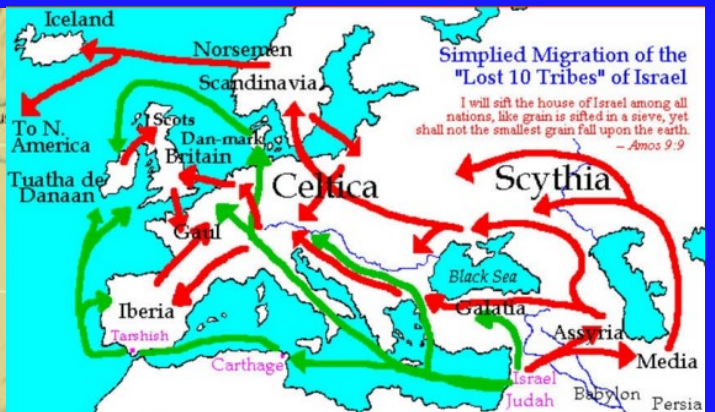 Iceland
Norsemen
Scandinavia
Simplied Migration of the
"Lost 10 Tribes" of Israel
I will sift the house of Israel among all
nations, like grain is sifted in a sieve, yet
shall not the smallest grain fall upon the earth.
– Amos 9:9
To N.
America
Scots
Dan-mark
Britain
Tuatha de
Danaan
Celtica
Scythia
Gaul
Black Sea
Iberia
Galatia
Tarshish
Assyria
Carthage
Media
Israel
Judah
Babylon
Persia